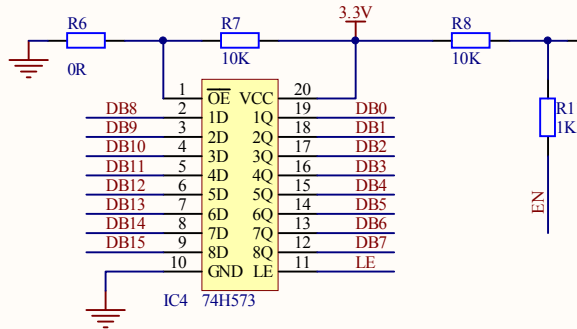 3.3V
R6 R7 R8
0R 10K 10K
1 OE VCC 20
DB8 2 1D 1Q 19 DB0
DB9 3 2D 2Q 18 DB1
DB10 4 3D 3Q 17 DB2
DB11 5 4D 4Q 16 DB3
DB12 6 5D 5Q 15 DB4
DB13 7 6D 6Q 14 DB5
DB14 8 7D 7Q 13 DB6
DB15 9 8D 8Q 12 DB7
10 GND LE 11 LE
IC4 74H573
R1
1K
EN